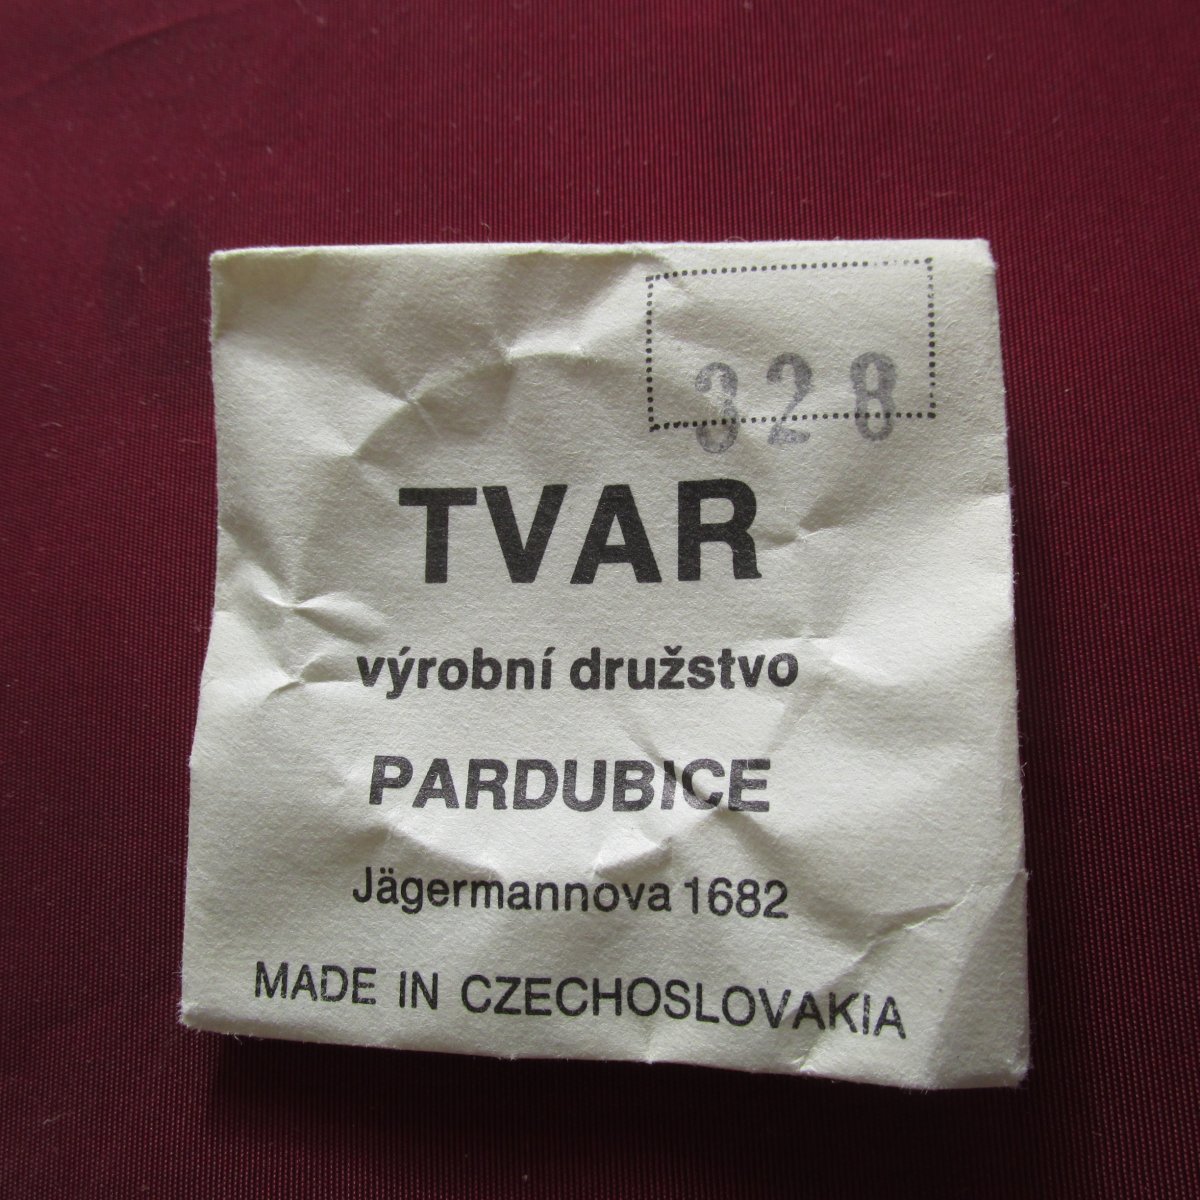 328
TVAR
výrobní družstvo
PARDUBICE
Jägermannova 1682
MADE IN CZECHOSLOVAKIA